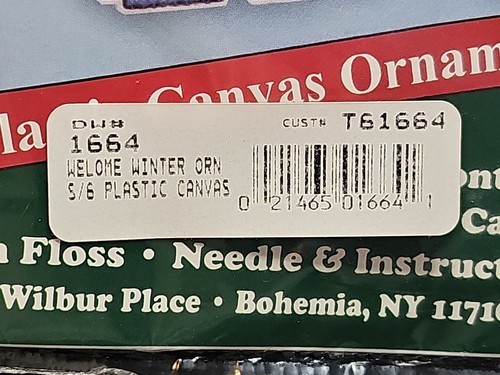 Canvas Ornam
DW#
1664
CUST# T61664
WELOME WINTER ORN
S/6 PLASTIC CANVAS
0 21465 01664 1
Floss • Needle & Instruct
Wilbur Place • Bohemia, NY 11716